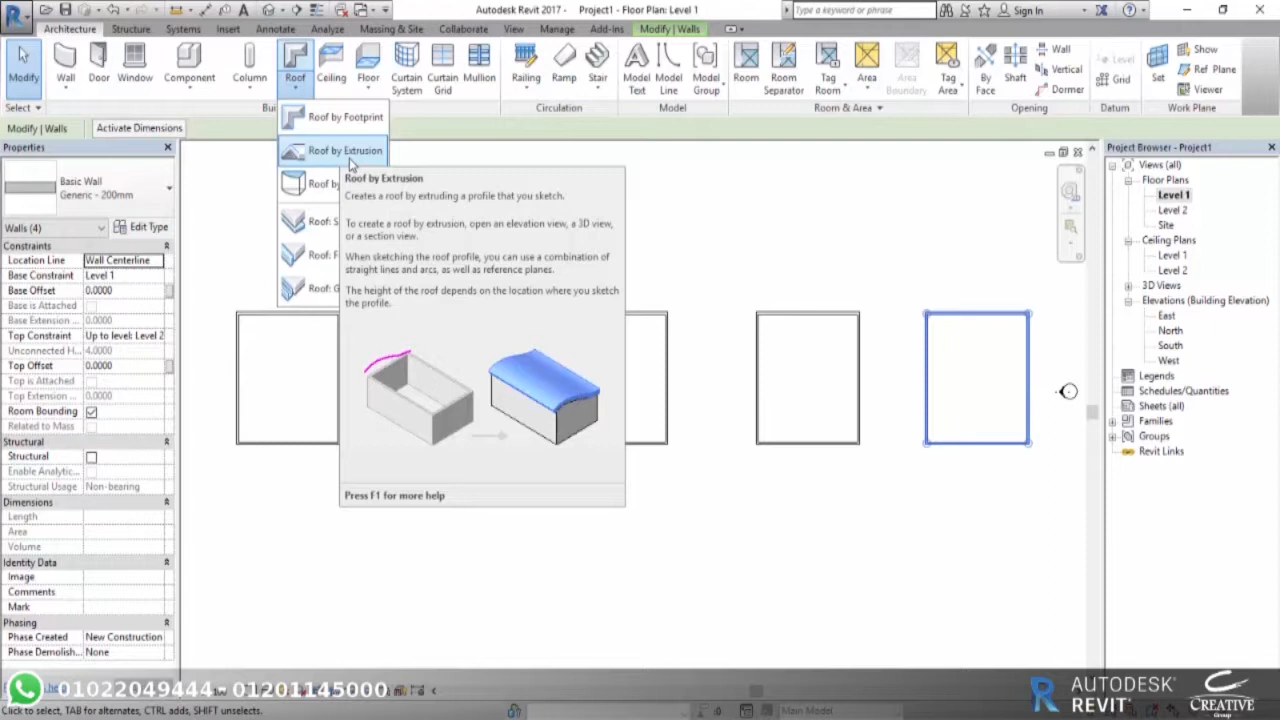 Autodesk Revit 2017 - Project1 - Floor Plan: Level 1
Type a keyword or phrase
Sign In
Architecture Structure Systems Insert Annotate Analyze Massing & Site Collaborate View Manage Add-Ins Modify | Walls
Modify Wall Door Window Component Column Roof Ceiling Floor Curtain System Curtain Grid Mullion Railing Ramp Stair Model Text Model Line Model Group Room Room Separator Tag Room Area Area Boundary Tag Area By Face Shaft Wall Vertical Dormer Level Grid Set Show Ref Plane Viewer
Select Circulation Model Room & Area Opening Datum Work Plane
Modify | Walls Activate Dimensions
Roof by Footprint
Roof by Extrusion
Roof by
Roof: S
Roof: F
Roof: G
Roof by Extrusion
Creates a roof by extruding a profile that you sketch.
To create a roof by extrusion, open an elevation view, a 3D view,
or a section view.
When sketching the roof profile, you can use a combination of
straight lines and arcs, as well as reference planes.
The height of the roof depends on the location where you sketch
the profile.
Press F1 for more help
Properties
Basic Wall
Generic - 200mm
Walls (4) Edit Type
Constraints
Location Line Wall Centerline
Base Constraint Level 1
Base Offset 0.0000
Base is Attached
Base Extension ... 0.0000
Top Constraint Up to level: Level 2
Unconnected H... 4.0000
Top Offset 0.0000
Top is Attached
Top Extension ... 0.0000
Room Bounding
Related to Mass
Structural
Structural
Enable Analytic...
Structural Usage Non-bearing
Dimensions
Length
Area
Volume
Identity Data
Image
Comments
Mark
Phasing
Phase Created New Construction
Phase Demolish... None
Project Browser - Project1
Views (all)
Floor Plans
Level 1
Level 2
Site
Ceiling Plans
Level 1
Level 2
3D Views
Elevations (Building Elevation)
East
North
South
West
Legends
Schedules/Quantities
Sheets (all)
Families
Groups
Revit Links
01022049444- 01201145000
AUTODESK®
REVIT®
CREATIVE
Group
Click to select, TAB for alternates, CTRL adds, SHIFT unselects.
:0
Main Model